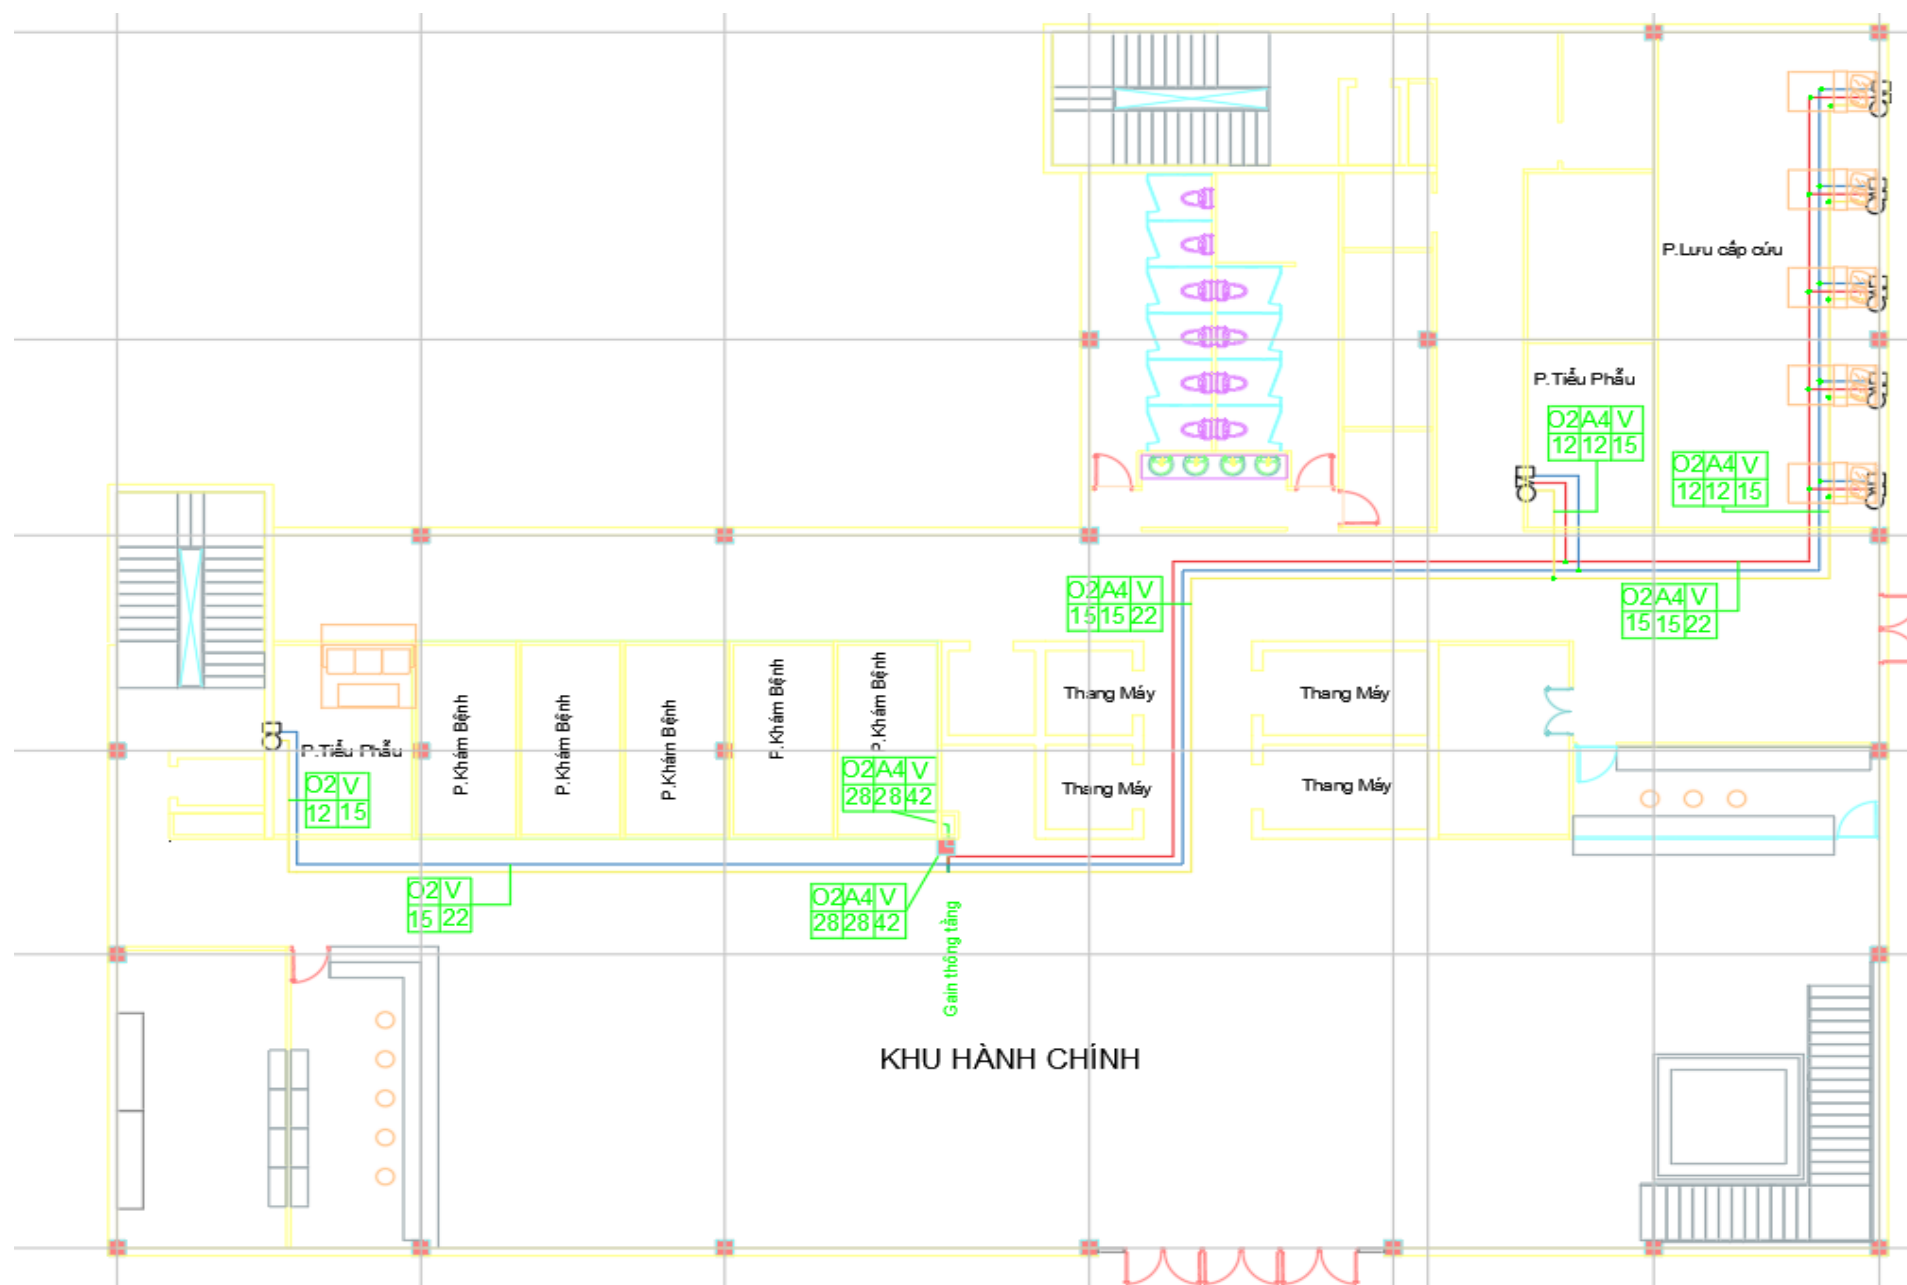 P.Lưu cấp cứu
P.Tiểu Phẫu
O2 A4 V
12 12 15
O2 A4 V
12 12 15
O2 A4 V
15 15 22
O2 A4 V
15 15 22
Thang Máy
Thang Máy
P.Khám Bệnh
P.Khám Bệnh
P.Khám Bệnh
P.Khám Bệnh
P.Khám Bệnh
P.Tiểu Phẫu
O2 V
12 15
O2 A4 V
28 28 42
Thang Máy
Thang Máy
O2 V
15 22
O2 A4 V
28 28 42
Gain thông tầng
KHU HÀNH CHÍNH